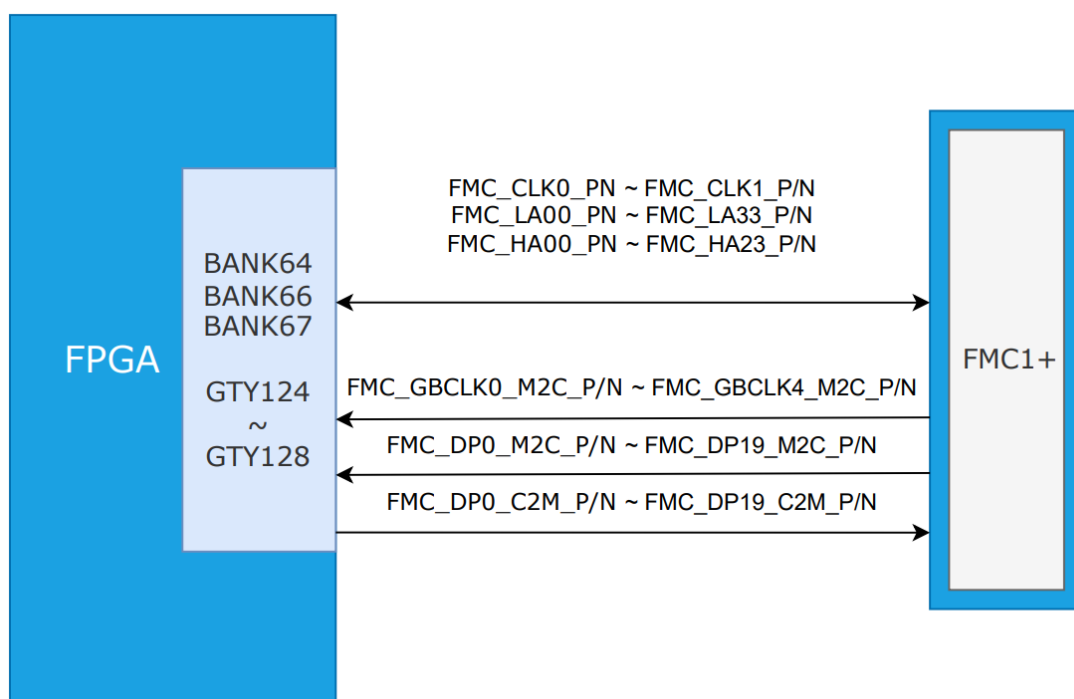 FMC_CLK0_PN ~ FMC_CLK1_P/N
FMC_LA00_PN ~ FMC_LA33_P/N
FMC_HA00_PN ~ FMC_HA23_P/N
BANK64
BANK66
BANK67
FPGA
FMC1+
GTY124
~
GTY128
FMC_GBCLK0_M2C_P/N ~ FMC_GBCLK4_M2C_P/N
FMC_DP0_M2C_P/N ~ FMC_DP19_M2C_P/N
FMC_DP0_C2M_P/N ~ FMC_DP19_C2M_P/N